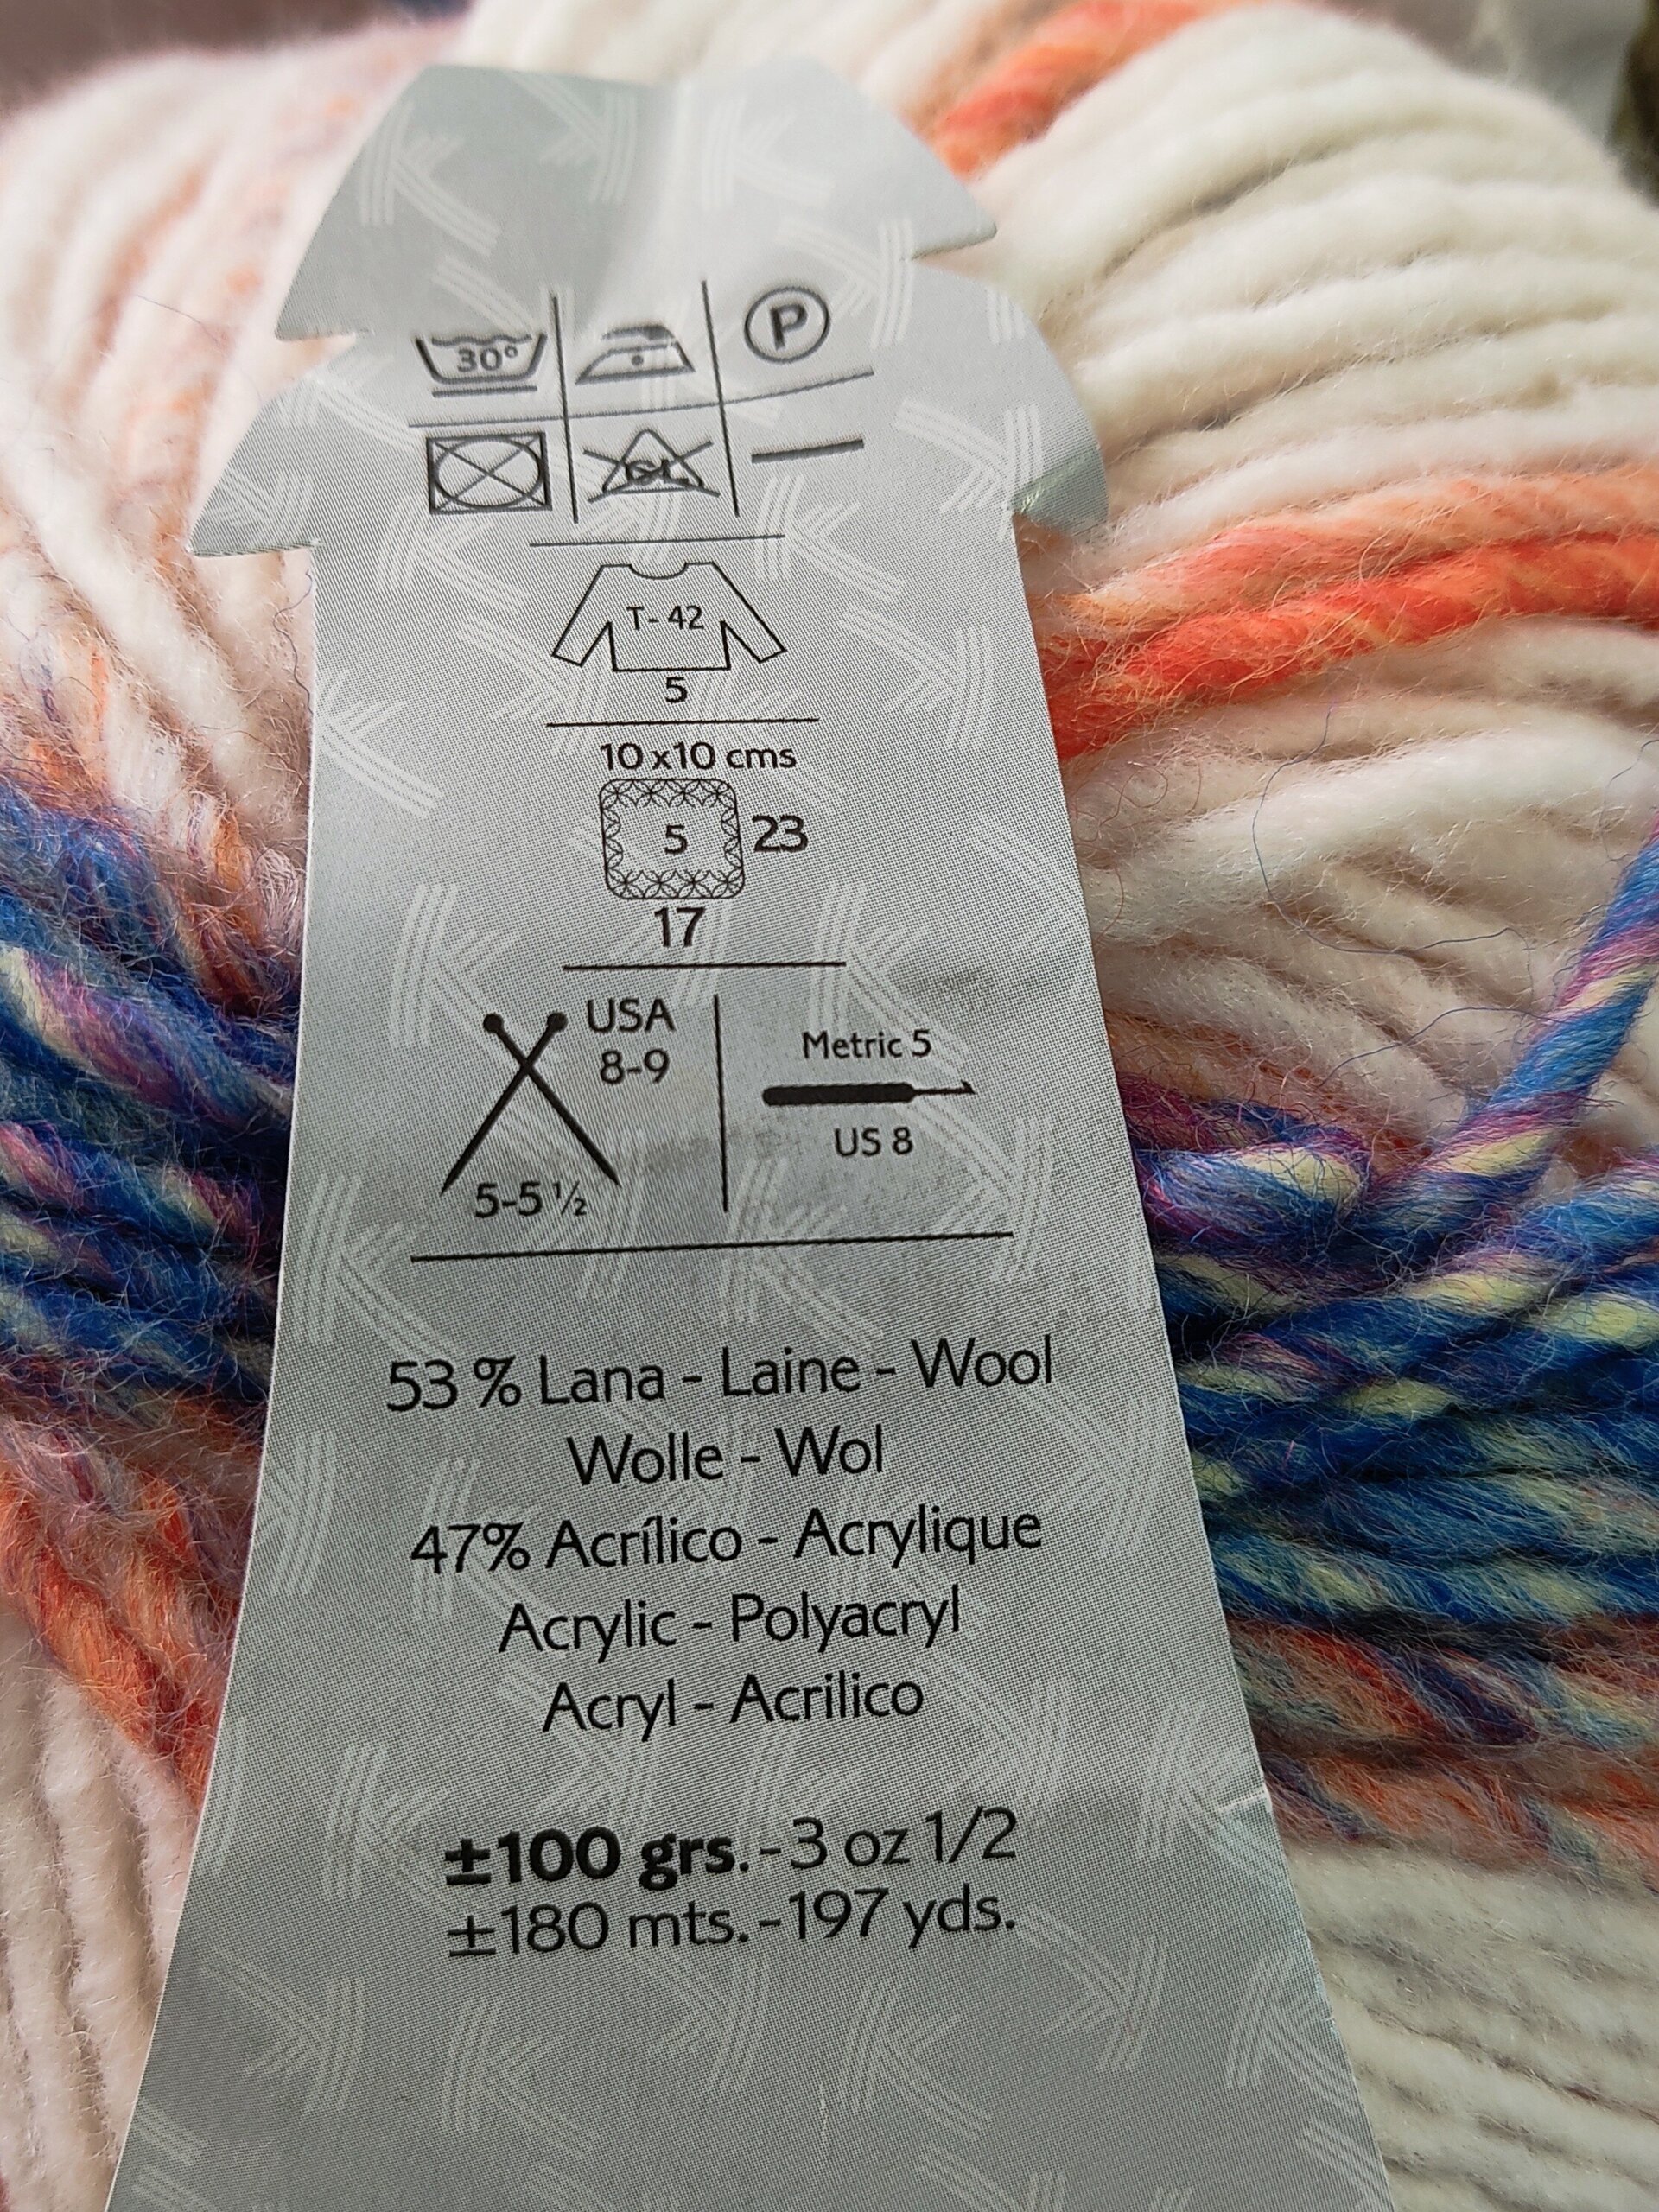 30°
P
CL
T-42
5
10x10 cms
5 23
17
USA
8-9
5-5 ½
Metric 5
US 8
53 % Lana - Laine - Wool
Wolle - Wol
47% Acrílico - Acrylique
Acrylic - Polyacryl
Acryl - Acrilico
±100 grs.-3 oz 1/2
±180 mts.-197 yds.